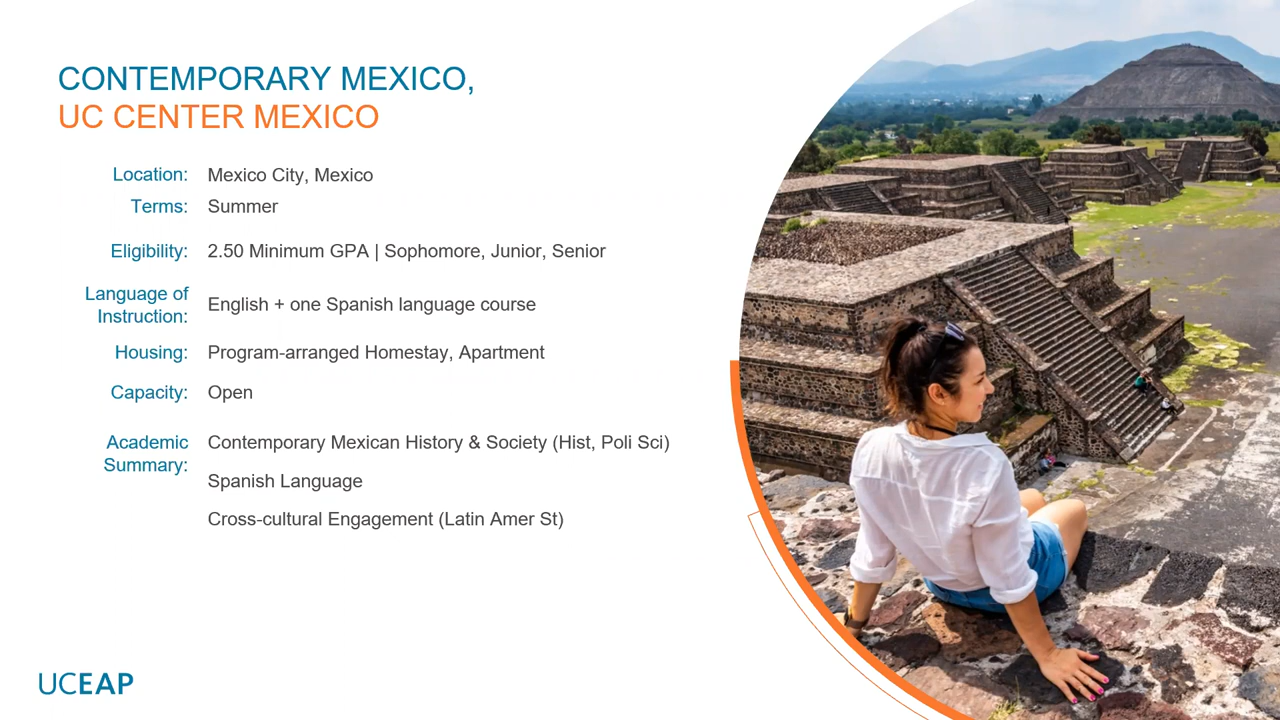 CONTEMPORARY MEXICO,
UC CENTER MEXICO
Location: Mexico City, Mexico
Terms: Summer
Eligibility: 2.50 Minimum GPA | Sophomore, Junior, Senior
Language of
Instruction: English + one Spanish language course
Housing: Program-arranged Homestay, Apartment
Capacity: Open
Academic
Summary: Contemporary Mexican History & Society (Hist, Poli Sci)
Spanish Language
Cross-cultural Engagement (Latin Amer St)
UCEAP